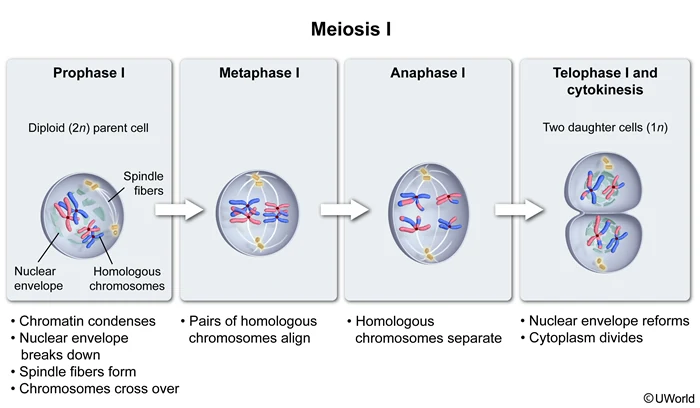 Meiosis I
Prophase I
Diploid (2n) parent cell
Spindle
fibers
Nuclear
envelope
Homologous
chromosomes
• Chromatin condenses
• Nuclear envelope
breaks down
• Spindle fibers form
• Chromosomes cross over
Metaphase I
• Pairs of homologous
chromosomes align
Anaphase I
• Homologous
chromosomes separate
Telophase I and
cytokinesis
Two daughter cells (1n)
• Nuclear envelope reforms
• Cytoplasm divides
©UWorld